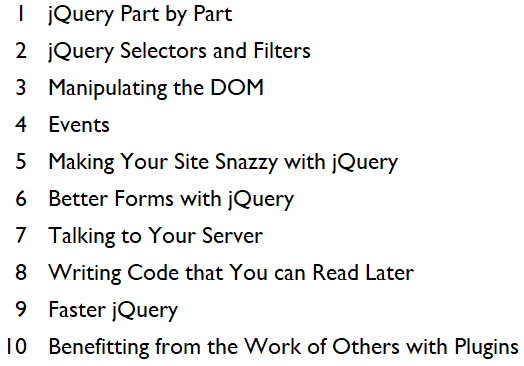 1 jQuery Part by Part
2 jQuery Selectors and Filters
3 Manipulating the DOM
4 Events
5 Making Your Site Snazzy with jQuery
6 Better Forms with jQuery
7 Talking to Your Server
8 Writing Code that You can Read Later
9 Faster jQuery
10 Benefitting from the Work of Others with Plugins